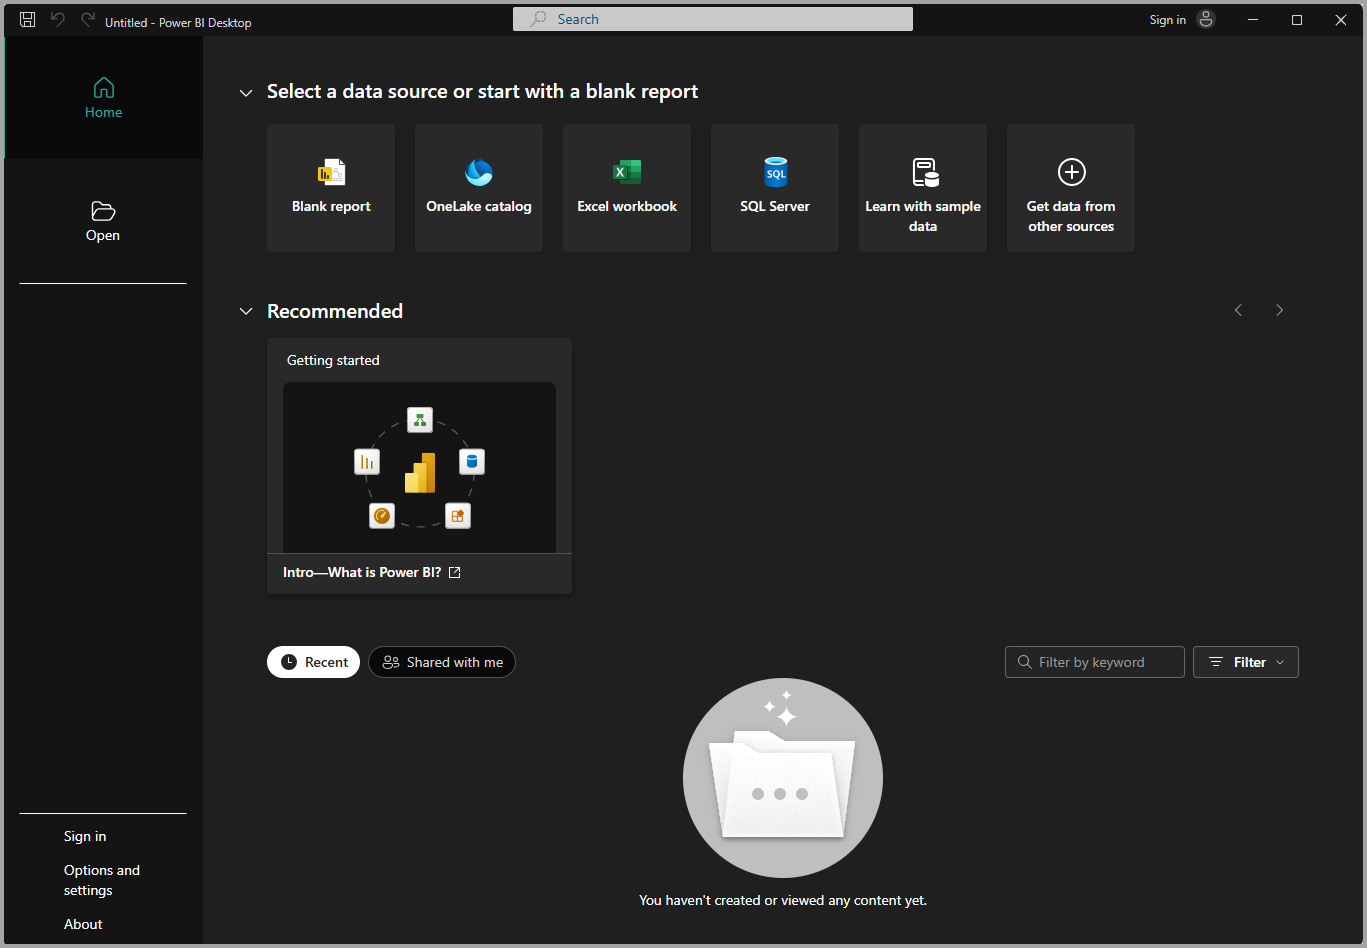 Untitled - Power BI Desktop
Search
Sign in
Home
Open
Select a data source or start with a blank report
Blank report
OneLake catalog
Excel workbook
SQL
SQL Server
Learn with sample
data
Get data from
other sources
Recommended
Getting started
Intro—What is Power BI?
Recent
Shared with me
Filter by keyword
Filter
You haven't created or viewed any content yet.
Sign in
Options and
settings
About